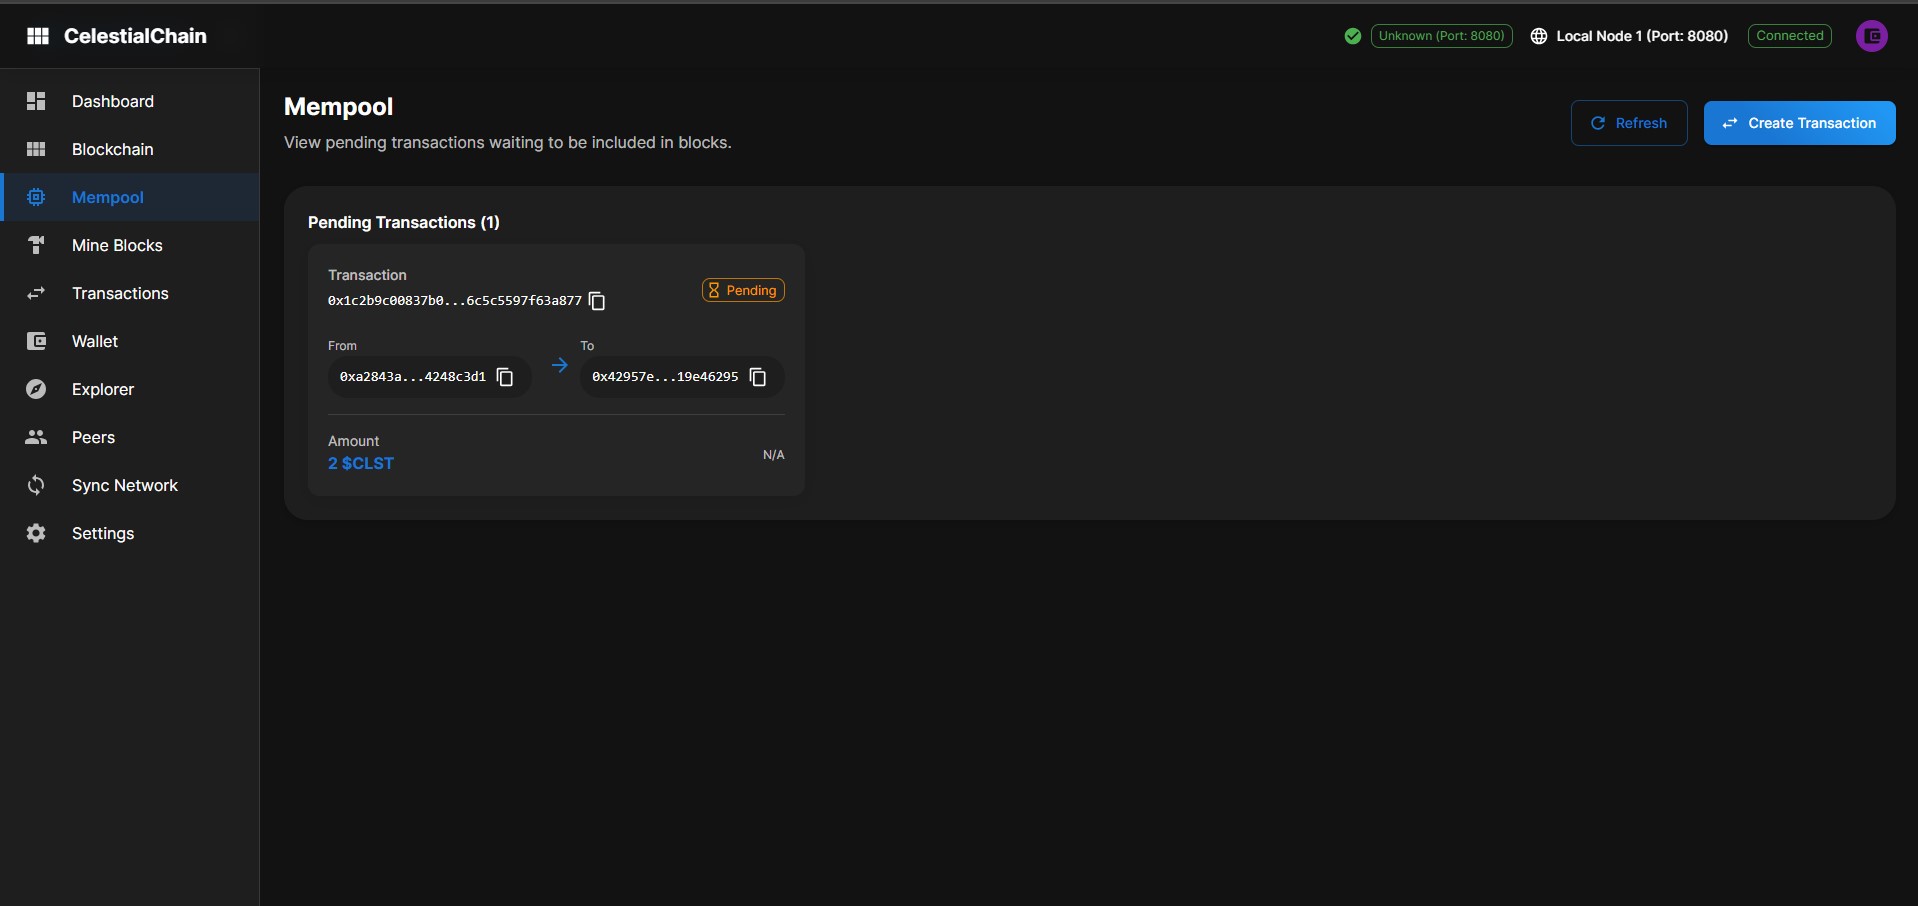 CelestialChain
Unknown (Port: 8080)
Local Node 1 (Port: 8080)
Connected
Dashboard
Blockchain
Mempool
Mine Blocks
Transactions
Wallet
Explorer
Peers
Sync Network
Settings
Mempool
View pending transactions waiting to be included in blocks.
Refresh
Create Transaction
Pending Transactions (1)
Transaction
0x1c2b9c00837b0...6c5c5597f63a877
Pending
From
To
0xa2843a...4248c3d1
0x42957e...19e46295
Amount
2 $CLST
N/A